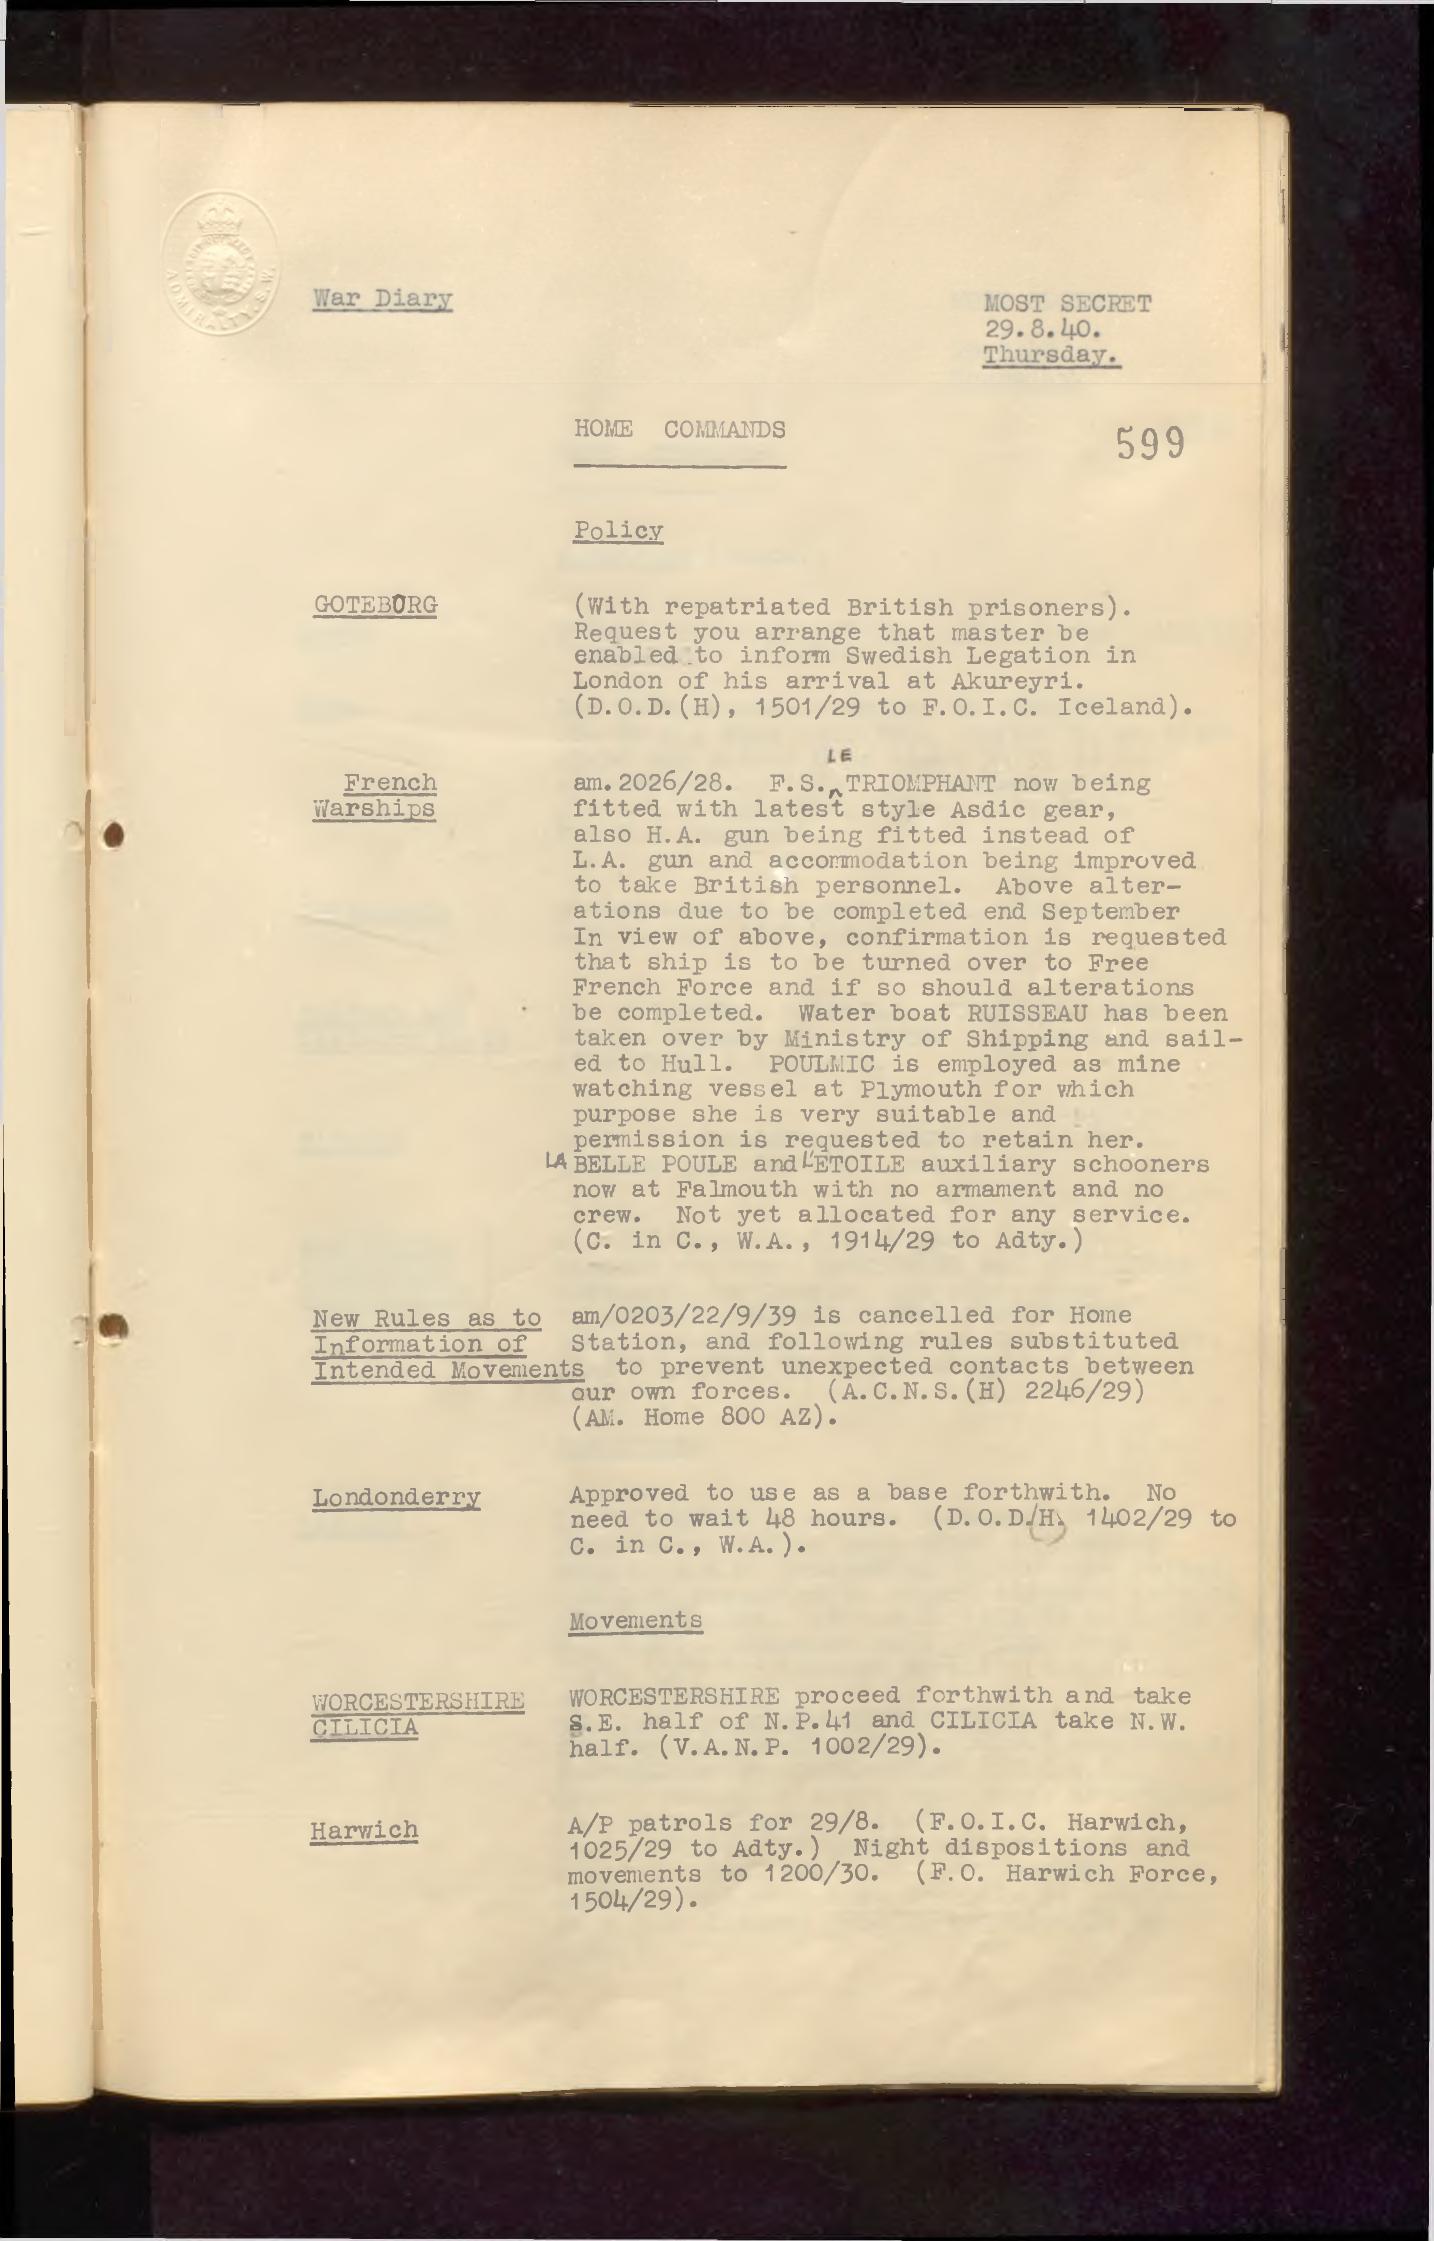 ADMIRALTY. S.W.
War Diary
MOST SECRET
29.8.40.
Thursday.
HOME COMMANDS
599
Policy
GOTEBORG (With repatriated British prisoners).
Request you arrange that master be
enabled to inform Swedish Legation in
London of his arrival at Akureyri.
(D.O.D.(H), 1501/29 to F.O.I.C. Iceland).
LE
French am.2026/28. F.S. TRIOMPHANT now being
Warships fitted with latest style Asdic gear,
also H.A. gun being fitted instead of
L.A. gun and accommodation being improved
to take British personnel. Above alter-
ations due to be completed end September
In view of above, confirmation is requested
that ship is to be turned over to Free
French Force and if so should alterations
be completed. Water boat RUISSEAU has been
taken over by Ministry of Shipping and sail-
ed to Hull. POULMIC is employed as mine
watching vessel at Plymouth for which
purpose she is very suitable and
permission is requested to retain her.
LA BELLE POULE and L'ETOILE auxiliary schooners
now at Falmouth with no armament and no
crew. Not yet allocated for any service.
(C. in C., W.A., 1914/29 to Adty.)
New Rules as to am/0203/22/9/39 is cancelled for Home
Information of Station, and following rules substituted
Intended Movements to prevent unexpected contacts between
our own forces. (A.C.N.S.(H) 2246/29)
(AM. Home 800 AZ).
Londonderry Approved to use as a base forthwith. No
need to wait 48 hours. (D.O.D./H. 1402/29 to
C. in C., W.A.).
Movements
WORCESTERSHIRE WORCESTERSHIRE proceed forthwith and take
CILICIA S.E. half of N.P.41 and CILICIA take N.W.
half. (V.A.N.P. 1002/29).
Harwich A/P patrols for 29/8. (F.O.I.C. Harwich,
1025/29 to Adty.) Night dispositions and
movements to 1200/30. (F.O. Harwich Force,
1504/29).